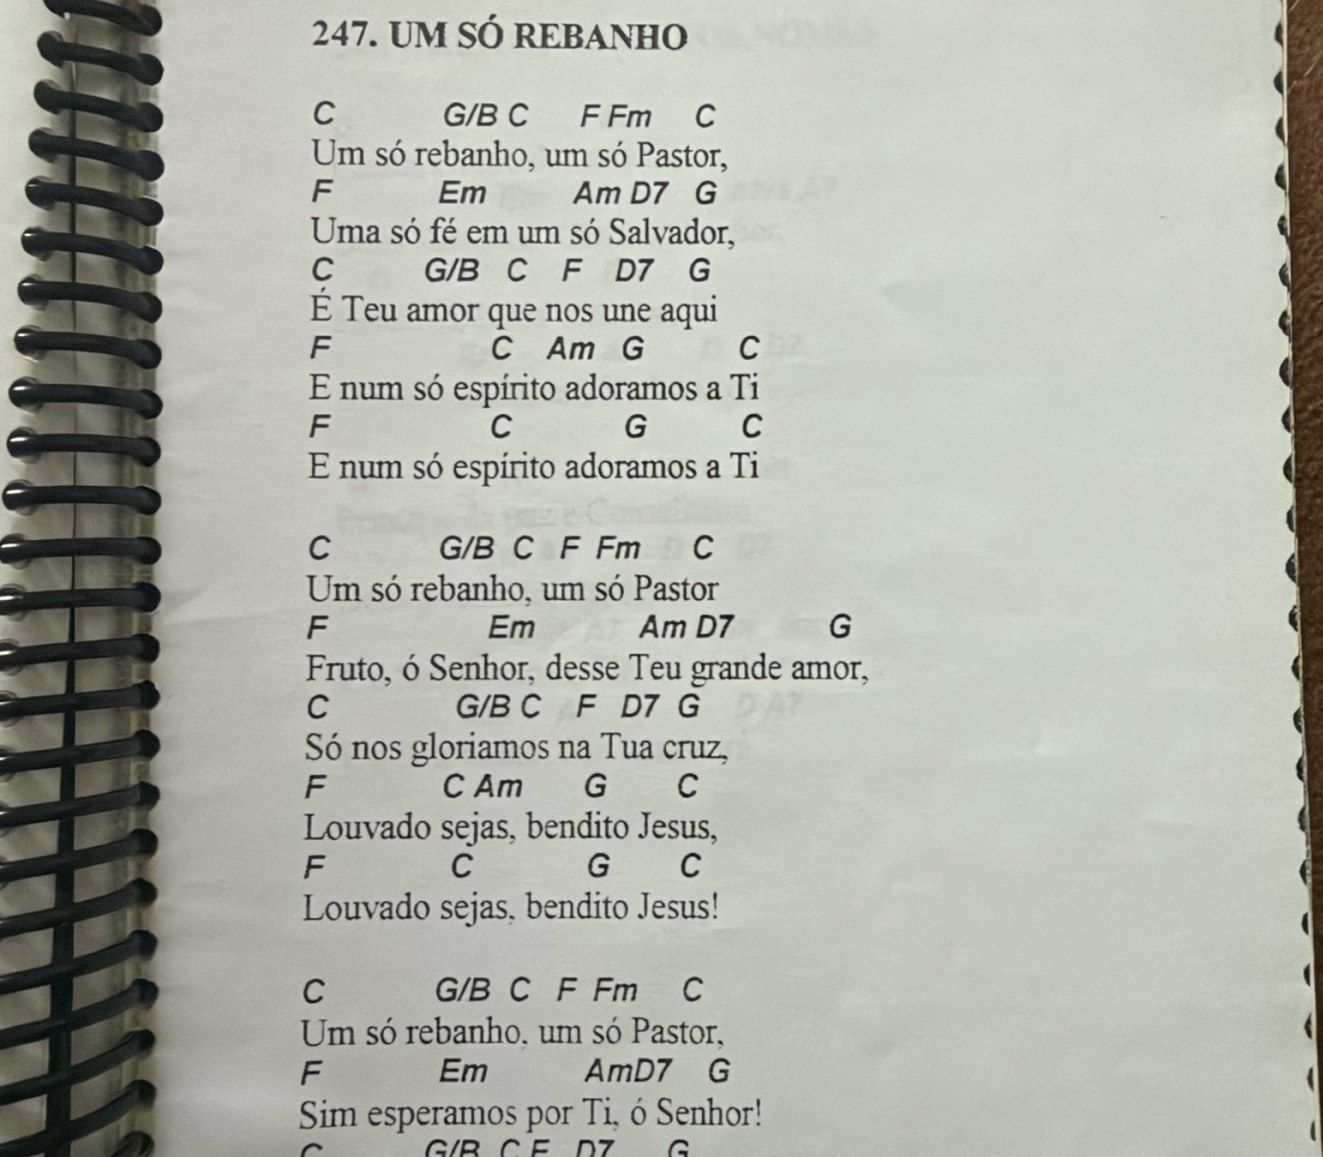 247. UM SÓ REBANHO
C G/B C F Fm C
Um só rebanho, um só Pastor,
F Em Am D7 G
Uma só fé em um só Salvador,
C G/B C F D7 G
É Teu amor que nos une aqui
F C Am G C
E num só espírito adoramos a Ti
F C G C
E num só espírito adoramos a Ti
C G/B C F Fm C
Um só rebanho, um só Pastor
F Em Am D7 G
Fruto, ó Senhor, desse Teu grande amor,
C G/B C F D7 G
Só nos gloriamos na Tua cruz,
F C Am G C
Louvado sejas, bendito Jesus,
F C G C
Louvado sejas, bendito Jesus!
C G/B C F Fm C
Um só rebanho, um só Pastor,
F Em AmD7 G
Sim esperamos por Ti, ó Senhor!
C G/B C F D7 G